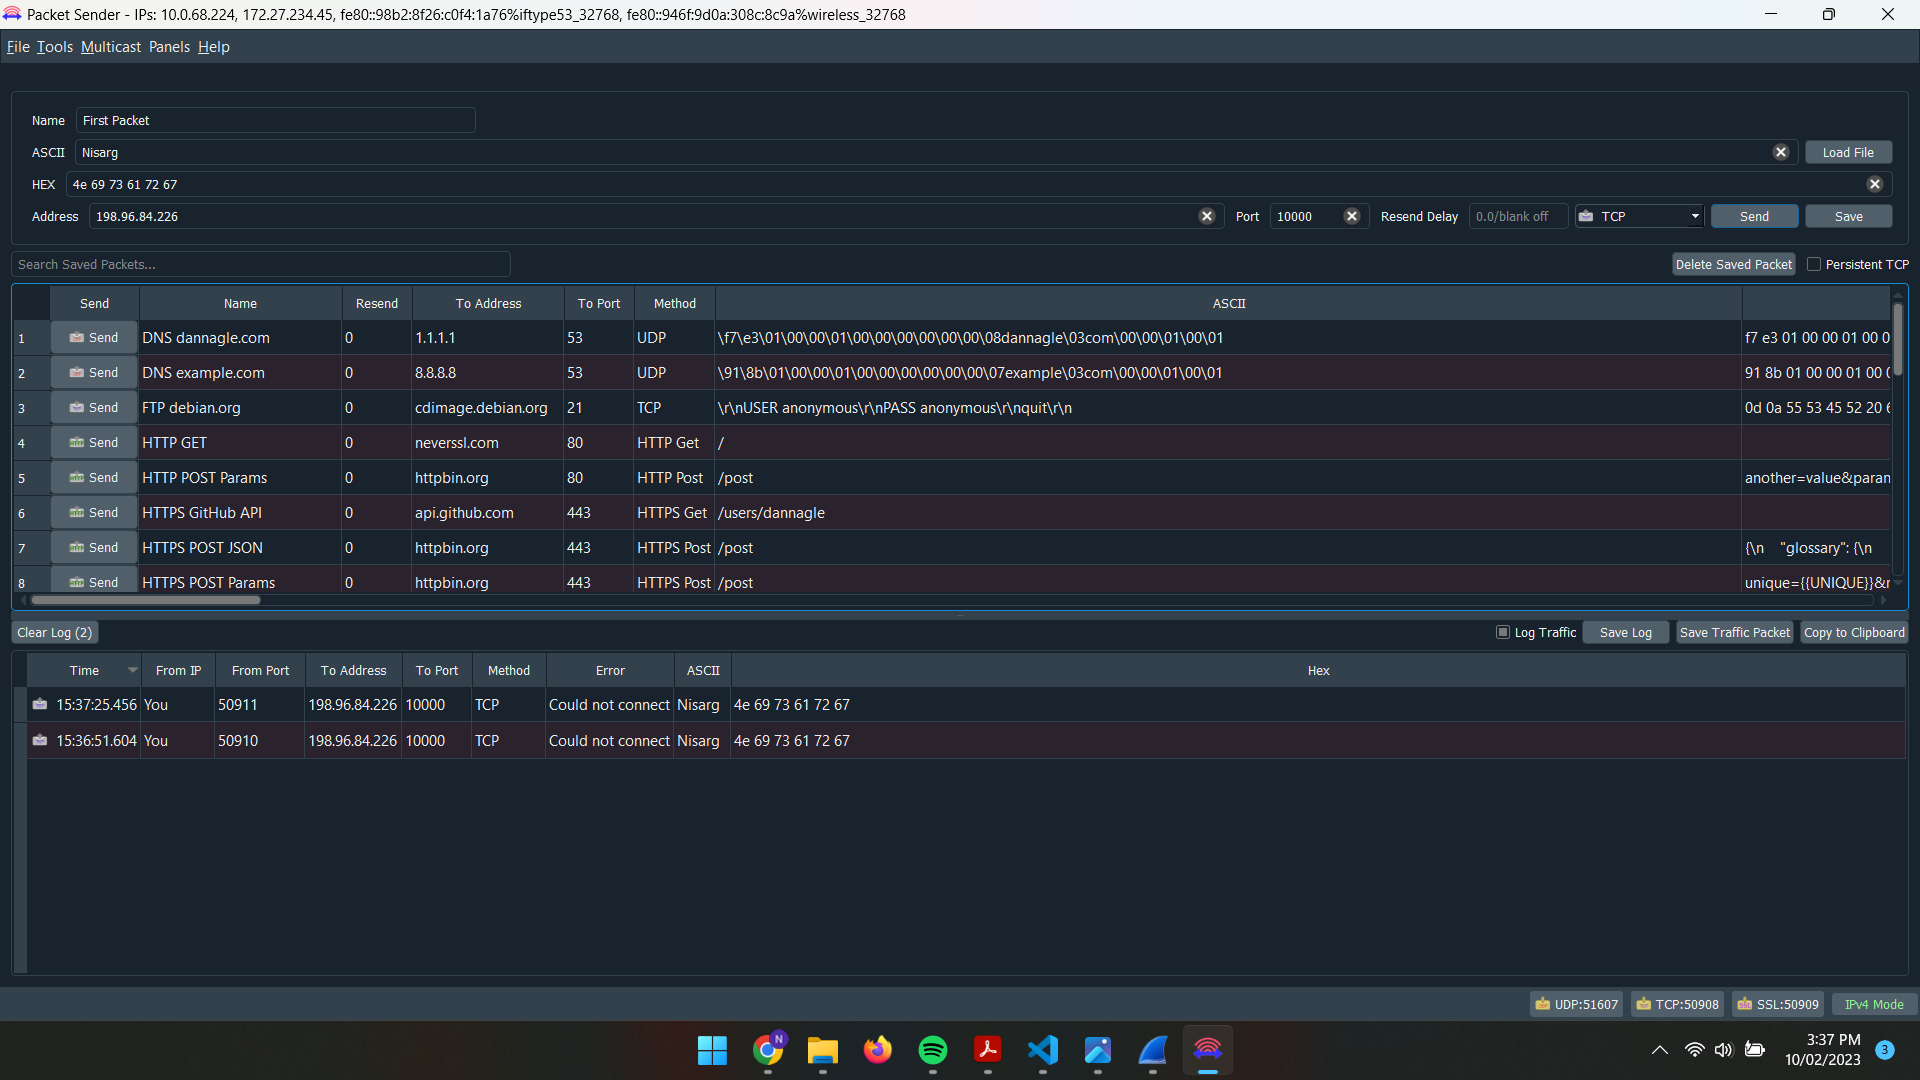 Packet Sender - IPs: 10.0.68.224, 172.27.234.45, fe80::98b2:8f26:c0f4:1a76%iftype53_32768, fe80::946f:9d0a:308c:8c9a%wireless_32768
File Tools Multicast Panels Help
Name First Packet
ASCII Nisarg Load File
HEX 4e 69 73 61 72 67
Address 198.96.84.226 Port 10000 Resend Delay 0.0/blank off TCP Send Save
Search Saved Packets... Delete Saved Packet Persistent TCP
Send Name Resend To Address To Port Method ASCII
1 Send DNS dannagle.com 0 1.1.1.1 53 UDP \f7\e3\01\00\00\01\00\00\00\00\00\00\08dannagle\03com\00\00\01\00\01 f7 e3 01 00 00 01 00 0
2 Send DNS example.com 0 8.8.8.8 53 UDP \91\8b\01\00\00\01\00\00\00\00\00\00\07example\03com\00\00\01\00\01 91 8b 01 00 00 01 00
3 Send FTP debian.org 0 cdimage.debian.org 21 TCP \r\nUSER anonymous\r\nPASS anonymous\r\nquit\r\n 0d 0a 55 53 45 52 20
4 Send HTTP GET 0 neverssl.com 80 HTTP Get /
5 Send HTTP POST Params 0 httpbin.org 80 HTTP Post /post another=value&param
6 Send HTTPS GitHub API 0 api.github.com 443 HTTPS Get /users/dannagle
7 Send HTTPS POST JSON 0 httpbin.org 443 HTTPS Post /post {\n "glossary": {\n
8 Send HTTPS POST Params 0 httpbin.org 443 HTTPS Post /post unique={{UNIQUE}}&r
Clear Log (2) Log Traffic Save Log Save Traffic Packet Copy to Clipboard
Time From IP From Port To Address To Port Method Error ASCII Hex
15:37:25.456 You 50911 198.96.84.226 10000 TCP Could not connect Nisarg 4e 69 73 61 72 67
15:36:51.604 You 50910 198.96.84.226 10000 TCP Could not connect Nisarg 4e 69 73 61 72 67
UDP:51607 TCP:50908 SSL:50909 IPv4 Mode
N
3:37 PM
10/02/2023 3